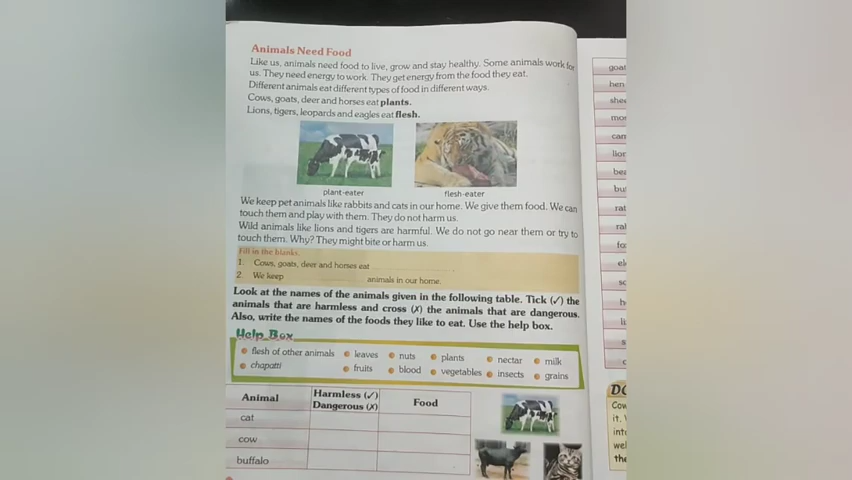 Animals Need Food
Like us, animals need food to live, grow and stay healthy. Some animals work for
us. They need energy to work. They get energy from the food they eat.
Different animals eat different types of food in different ways.
Cows, goats, deer and horses eat plants.
Lions, tigers, leopards and eagles eat flesh.
plant-eater
flesh-eater
We keep pet animals like rabbits and cats in our home. We give them food. We can
touch them and play with them. They do not harm us.
Wild animals like lions and tigers are harmful. We do not go near them or try to
touch them. Why? They might bite or harm us.
Fill in the blanks.
1. Cows, goats, deer and horses eat ____________.
2. We keep ____________ animals in our home.
Look at the names of the animals given in the following table. Tick (✓) the
animals that are harmless and cross (✗) the animals that are dangerous.
Also, write the names of the foods they like to eat. Use the help box.
Help Box
flesh of other animals leaves nuts plants nectar milk
chapatti fruits blood vegetables insects grains
Animal Harmless (✓) Food
Dangerous (✗)
cat
cow
buffalo
goat
hen